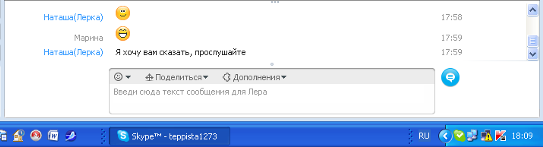 Наташа(Лерка) 17:58
Марина 17:59
Наташа(Лерка) Я хочу вам сказать, прослушайте 17:59
Поделиться Дополнения
Введи сюда текст сообщения для Лера
Skype™ - teppista1273 RU 18:09